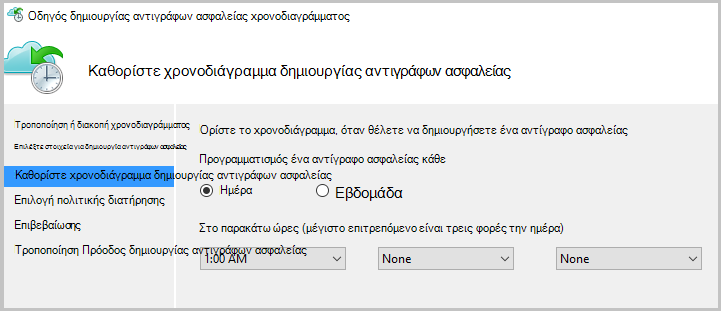 Οδηγός δημιουργίας αντιγράφων ασφαλείας χρονοδιαγράμματος
Καθορίστε χρονοδιάγραμμα δημιουργίας αντιγράφων ασφαλείας
Τροποποίηση ή διακοπή χρονοδιαγράμματος
Επιλέξτε στοιχεία για δημιουργία αντιγράφων ασφαλείας
Καθορίστε χρονοδιάγραμμα δημιουργίας αντιγράφων ασφαλείας
Επιλογή πολιτικής διατήρησης
Επιβεβαίωσης
Τροποποίηση Πρόοδος δημιουργίας αντιγράφων ασφαλείας
Ορίστε το χρονοδιάγραμμα, όταν θέλετε να δημιουργήσετε ένα αντίγραφο ασφαλείας
Προγραμματισμός ένα αντίγραφο ασφαλείας κάθε
Ημέρα Εβδομάδα
Στο παρακάτω ώρες (μέγιστο επιτρεπόμενο είναι τρεις φορές την ημέρα)
1:00 AM None None